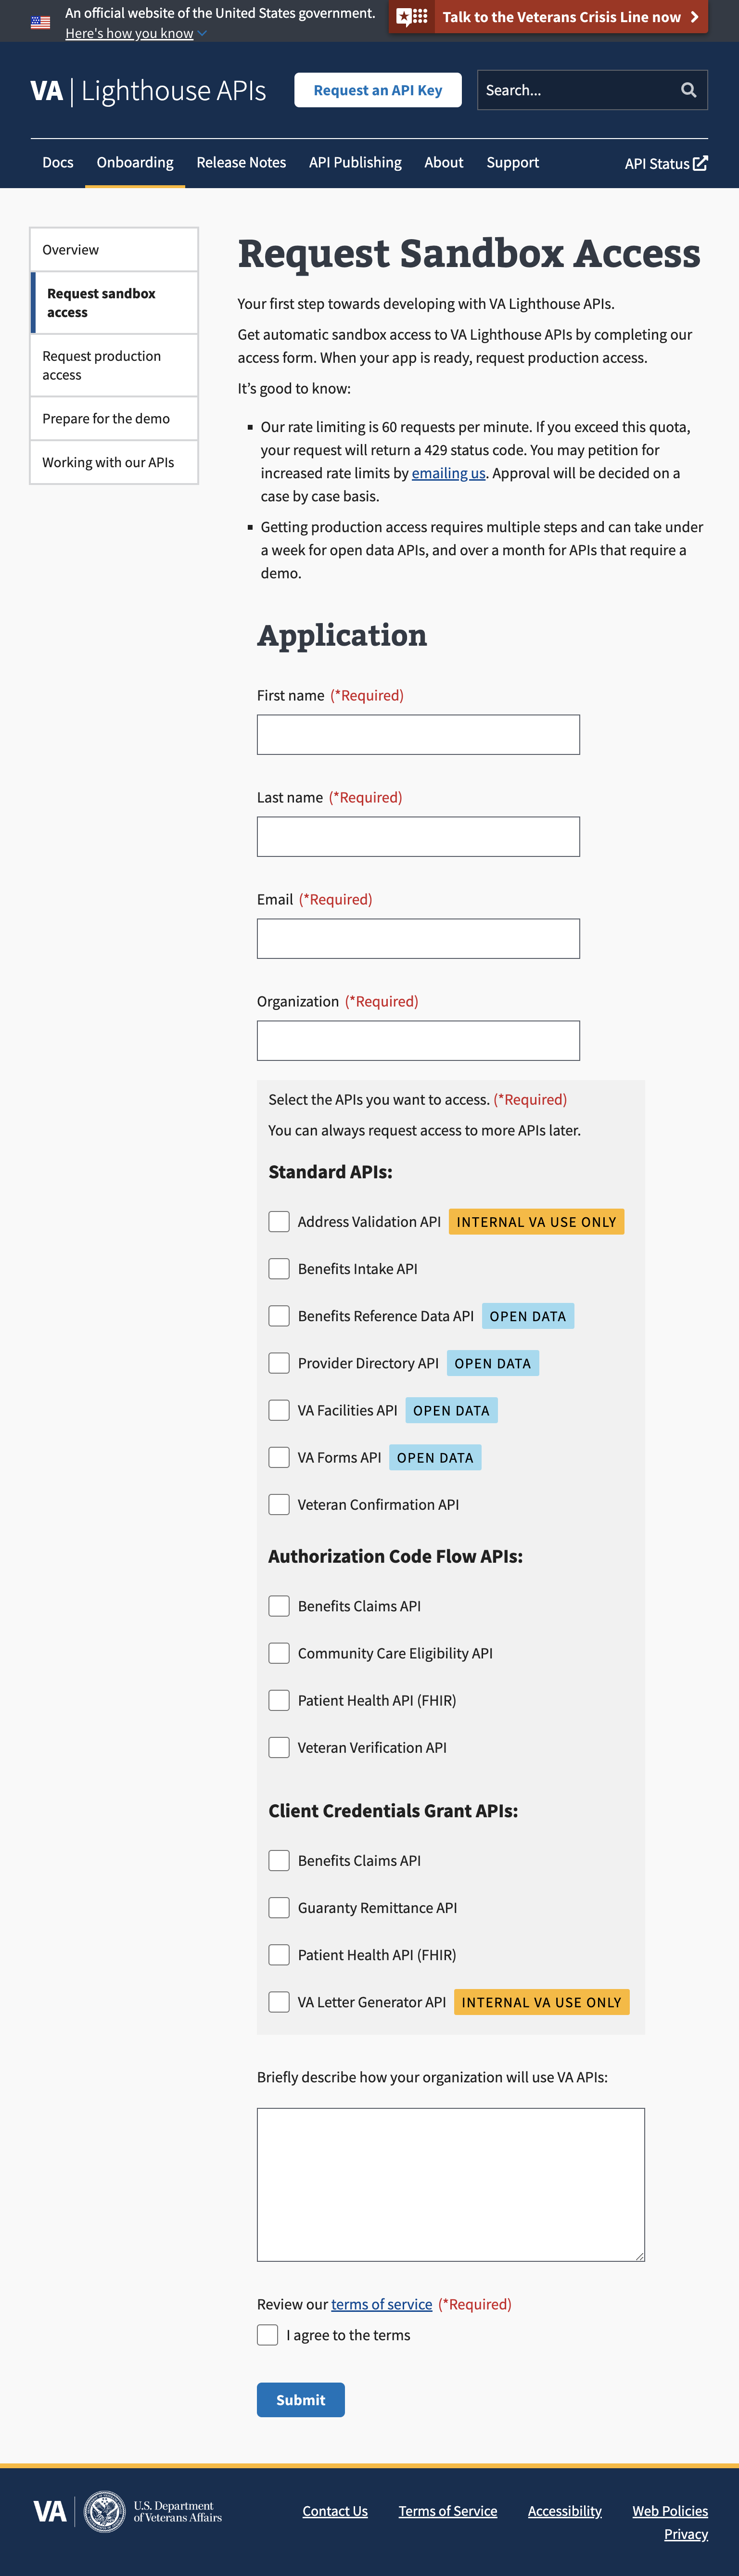 An official website of the United States government.
Here's how you know
Talk to the Veterans Crisis Line now
VA | Lighthouse APIs
Request an API Key
Search...
Docs
Onboarding
Release Notes
API Publishing
About
Support
API Status
Overview
Request sandbox
access
Request production
access
Prepare for the demo
Working with our APIs
Request Sandbox Access
Your first step towards developing with VA Lighthouse APIs.
Get automatic sandbox access to VA Lighthouse APIs by completing our
access form. When your app is ready, request production access.
It's good to know:
Our rate limiting is 60 requests per minute. If you exceed this quota,
your request will return a 429 status code. You may petition for
increased rate limits by emailing us. Approval will be decided on a
case by case basis.
Getting production access requires multiple steps and can take under
a week for open data APIs, and over a month for APIs that require a
demo.
Application
First name (*Required)
Last name (*Required)
Email (*Required)
Organization (*Required)
Select the APIs you want to access. (*Required)
You can always request access to more APIs later.
Standard APIs:
Address Validation API INTERNAL VA USE ONLY
Benefits Intake API
Benefits Reference Data API OPEN DATA
Provider Directory API OPEN DATA
VA Facilities API OPEN DATA
VA Forms API OPEN DATA
Veteran Confirmation API
Authorization Code Flow APIs:
Benefits Claims API
Community Care Eligibility API
Patient Health API (FHIR)
Veteran Verification API
Client Credentials Grant APIs:
Benefits Claims API
Guaranty Remittance API
Patient Health API (FHIR)
VA Letter Generator API INTERNAL VA USE ONLY
Briefly describe how your organization will use VA APIs:
Review our terms of service (*Required)
I agree to the terms
Submit
VA
U.S. Department
of Veterans Affairs
Contact Us
Terms of Service
Accessibility
Web Policies
Privacy